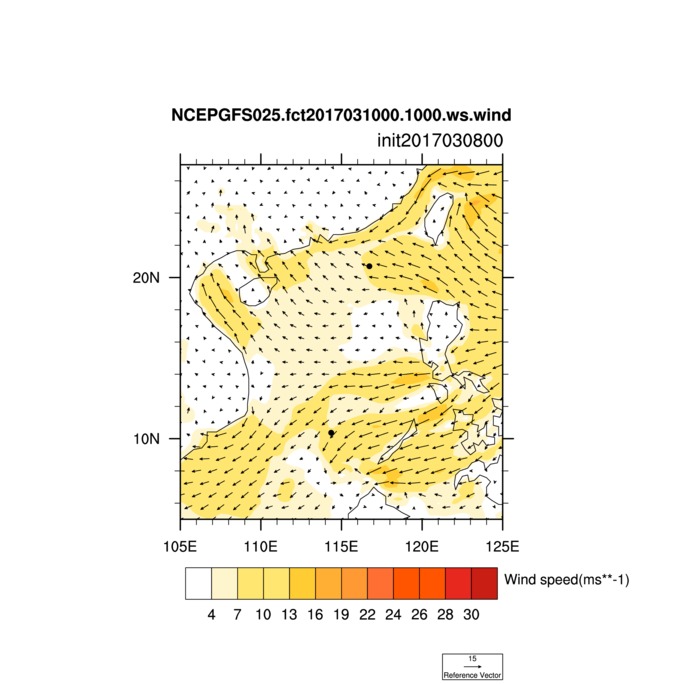 NCEPGFS025.fct2017031000.1000.ws.wind
init2017030800
20N
10N
105E 110E 115E 120E 125E
Wind speed(ms**-1)
4 7 10 13 16 19 22 24 26 28 30
15
Reference Vector